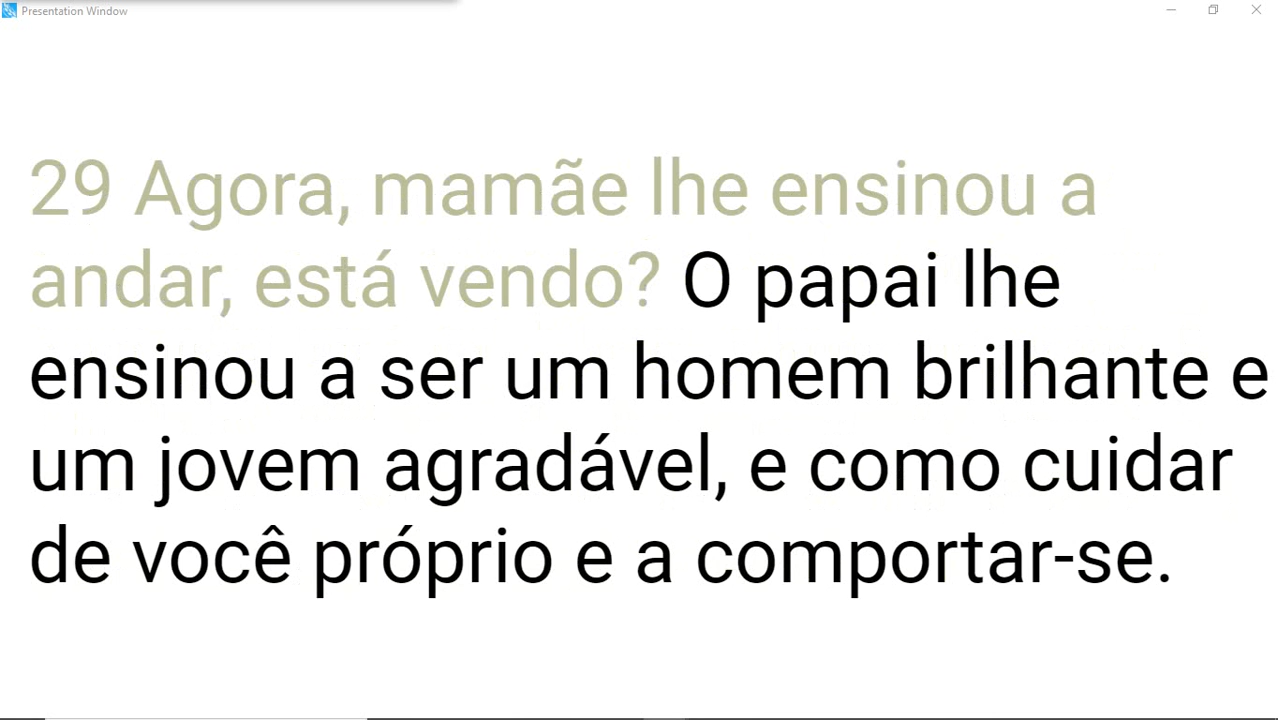 Presentation Window
29 Agora, mamãe lhe ensinou a
andar, está vendo? O papai lhe
ensinou a ser um homem brilhante e
um jovem agradável, e como cuidar
de você próprio e a comportar-se.